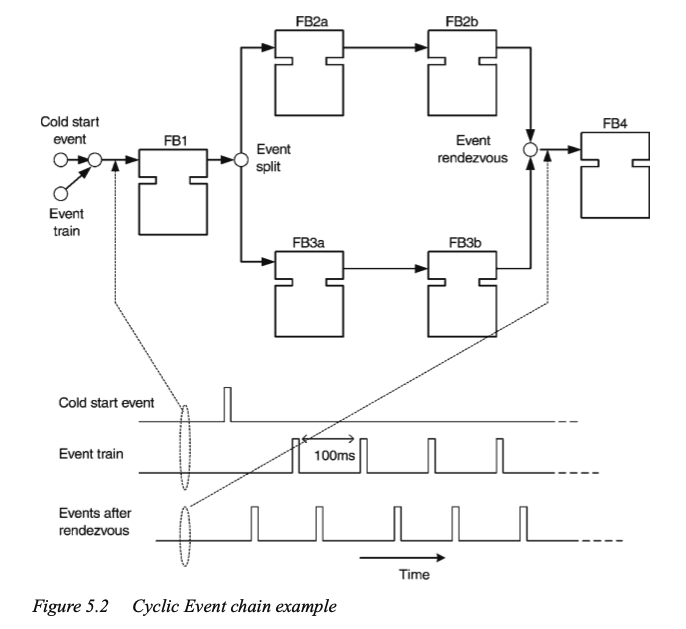 FB2a
FB2b
Cold start
event
FB1
Event
split
Event
rendezvous
FB4
Event
train
FB3a
FB3b
Cold start event
Event train
100ms
Events after
rendezvous
Time
Figure 5.2 Cyclic Event chain example